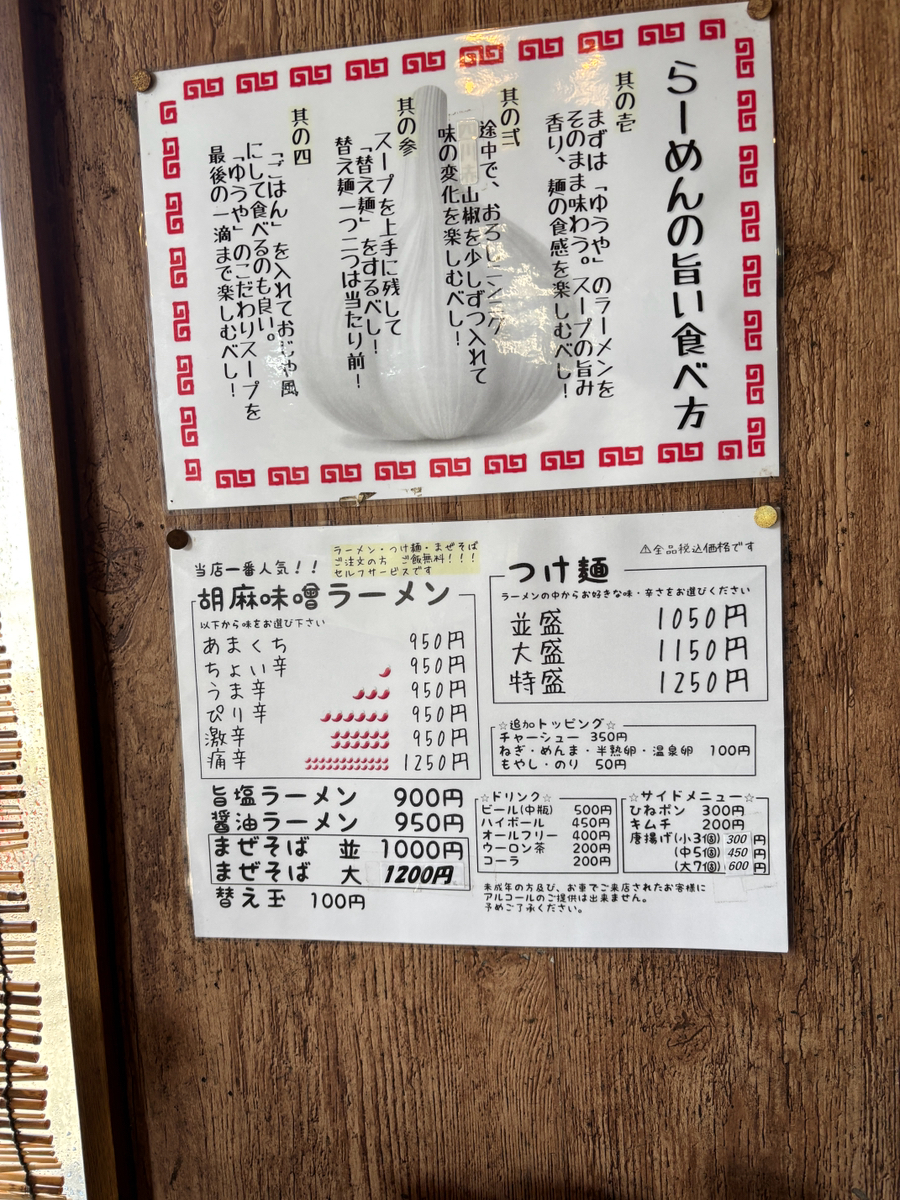 らーめんの旨い食べ方
其の壱
まずは「ゆうや」のラーメンを
そのまま味わう。スープの旨み
香り、麺の食感を楽しむべし！
其の弐
途中で、おろしニンニク
山椒を少しずつ入れて
味の変化を楽しむべし！
其の参
スープを上手に残して
「替え麺」をするべし！
替え麺一つ二つは当たり前！
其の四
「ごはん」を入れておじや風
にして食べるのも良い。
「ゆうや」のこだわりスープを
最後の一滴まで楽しむべし！
当店一番人気！！
ラーメン・つけ麺・まぜそば
ご注文の方 ご飯無料！！！
セルフサービスです
胡麻味噌ラーメン
以下から味をお選び下さい
あまくち 950円
ちょい辛 950円
うま辛 950円
ぴり辛 950円
激辛 950円
痛辛 1250円
旨塩ラーメン 900円
醤油ラーメン 950円
まぜそば 並 1000円
まぜそば 大 1200円
替え玉 100円
⚠全品税込価格です
つけ麺
ラーメンの中からお好きな味・辛さをお選びください
並盛 1050円
大盛 1150円
特盛 1250円
☆追加トッピング☆
チャーシュー 350円
ねぎ・めんま・半熟卵・温泉卵 100円
もやし・のり 50円
☆ドリンク☆
ビール(中瓶) 500円
ハイボール 450円
オールフリー 400円
ウーロン茶 200円
コーラ 200円
☆サイドメニュー☆
ひねポン 300円
キムチ 200円
唐揚げ(小3個) 300円
(中5個) 450円
(大7個) 600円
未成年の方及び、お車でご来店されたお客様に
アルコールのご提供は出来ません。
予めご了承ください。